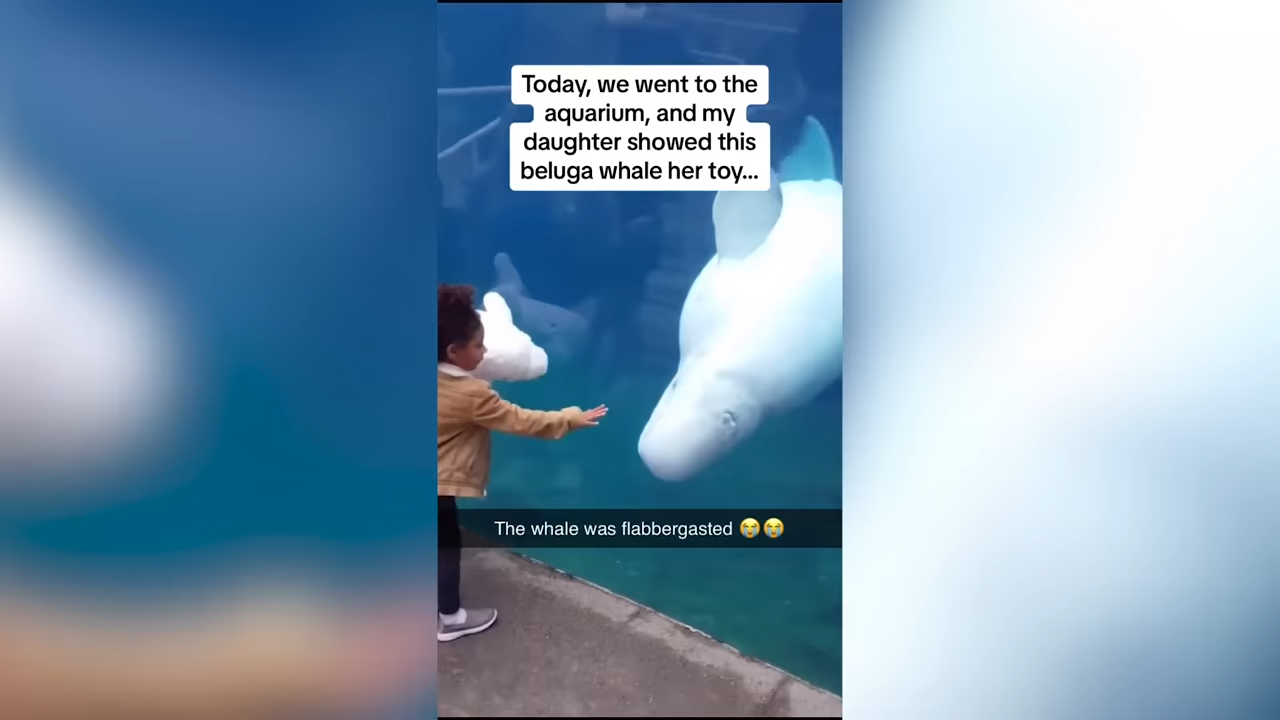 Today, we went to the
aquarium, and my
daughter showed this
beluga whale her toy...
The whale was flabbergasted 😭😭